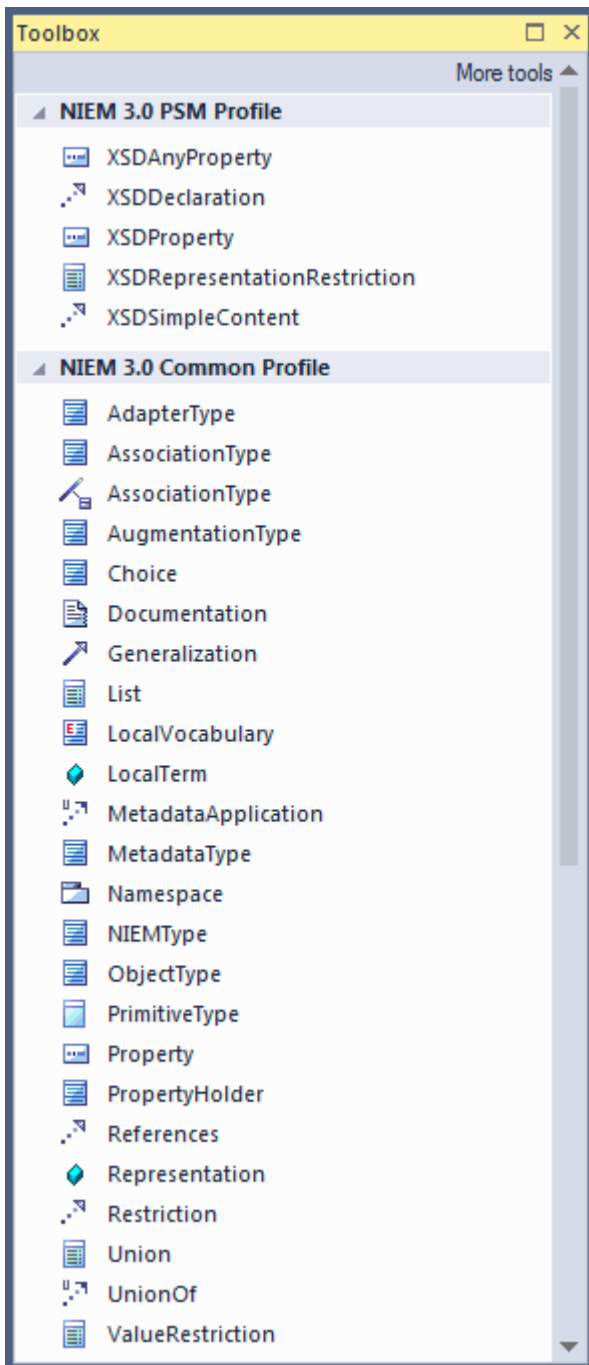 Toolbox
More tools
NIEM 3.0 PSM Profile
XSDAnyProperty
XSDDeclaration
XSDProperty
XSDRepresentationRestriction
XSDSimpleContent
NIEM 3.0 Common Profile
AdapterType
AssociationType
AssociationType
AugmentationType
Choice
Documentation
Generalization
List
LocalVocabulary
LocalTerm
MetadataApplication
MetadataType
Namespace
NIEMType
ObjectType
PrimitiveType
Property
PropertyHolder
References
Representation
Restriction
Union
UnionOf
ValueRestriction